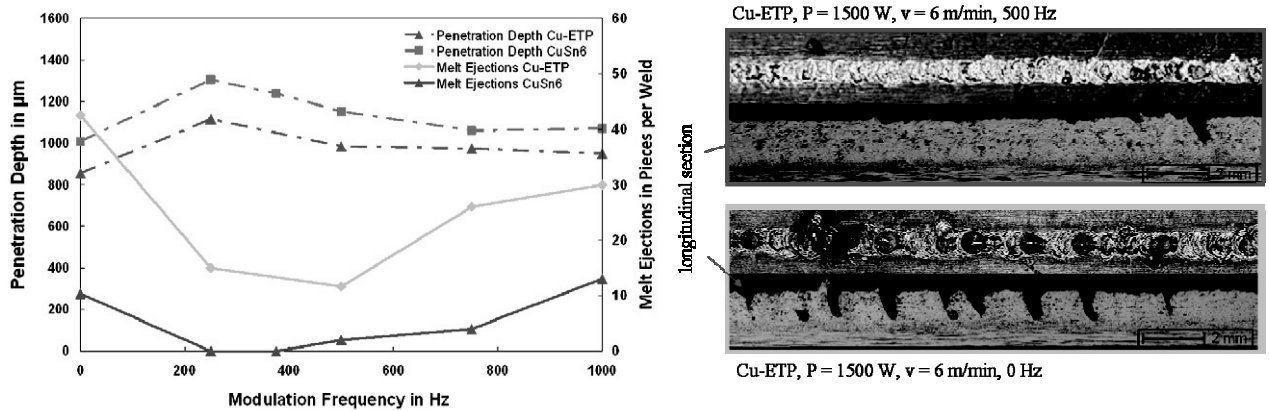 Penetration Depth in µm
1600
1400
1200
1000
800
600
400
200
0
0
200
400
600
800
1000
Modulation Frequency in Hz
60
50
40
30
20
10
0
Melt Ejections in Pieces per Weld
Penetration Depth Cu-ETP
Penetration Depth CuSn6
Melt Ejections Cu-ETP
Melt Ejections CuSn6
Cu-ETP, P = 1500 W, v = 6 m/min, 500 Hz
2 mm
longitudinal section
2 mm
Cu-ETP, P = 1500 W, v = 6 m/min, 0 Hz